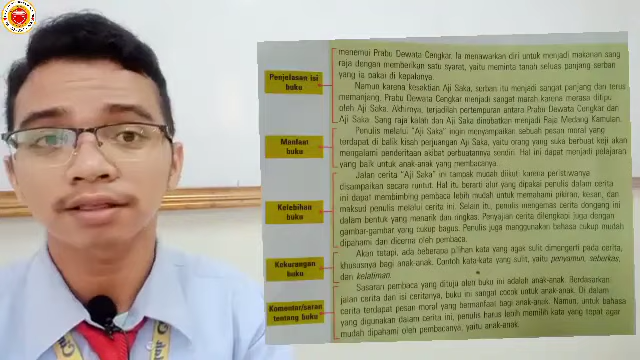 Penjelasan isi
buku
menemui Prabu Dewata Cengkar. Ia menawarkan diri untuk menjadi makanan sang
raja dengan memberikan satu syarat, yaitu meminta tanah seluas panjang serban
yang ia pakai di kepalanya.
Namun karena kesaktian Aji Saka, serban itu menjadi sangat panjang dan terus
memanjang. Prabu Dewata Cengkar menjadi sangat marah karena merasa ditipu
oleh Aji Saka. Akhirnya, terjadilah pertempuran antara Prabu Dewata Cengkar dan
Aji Saka. Sang raja kalah dan Aji Saka dinobatkan menjadi Raja Medang Kamulan.
Manfaat
buku
Penulis melalui "Aji Saka" ingin menyampaikan sebuah pesan moral yang
terdapat di balik kisah perjuangan Aji Saka, yaitu orang yang suka berbuat keji akan
mengalami penderitaan akibat perbuatannya sendiri. Hal ini dapat menjadi pelajaran
yang baik untuk anak-anak yang membacanya.
Kelebihan
buku
Jalan cerita "Aji Saka" ini tampak mudah diikuti karena peristiwanya
disampaikan secara runtut. Hal itu berarti alur yang dipakai penulis dalam cerita
ini dapat membimbing pembaca lebih mudah untuk memahami pikiran, kesan, dan
maksud penulis melalui cerita ini. Selain itu, penulis mengemas cerita dongeng ini
dalam bentuk yang menarik dan ringkas. Penyajian cerita dilengkapi juga dengan
gambar-gambar yang cukup bagus. Penulis juga menggunakan bahasa cukup mudah
dipahami dan dicerna oleh pembaca.
Kekurangan
buku
Akan tetapi, ada beberapa pilihan kata yang agak sulit dimengerti pada cerita,
khususnya bagi anak-anak. Contoh kata-kata yang sulit, yaitu penyamun, seberkas,
dan kelaliman.
Komentar/saran
tentang buku
Sasaran pembaca yang dituju oleh buku ini adalah anak-anak. Berdasarkan
jalan cerita dan isi ceritanya, buku ini sangat cocok untuk anak-anak. Di dalam
cerita terdapat pesan moral yang bermanfaat bagi anak-anak. Namun, untuk bahasa
yang digunakan dalam cerita ini, penulis harus lebih memilih kata yang tepat agar
mudah dipahami oleh pembacanya, yaitu anak-anak.